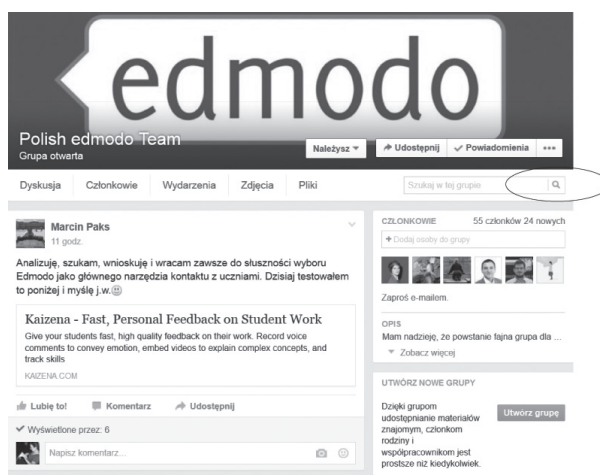 edmodo
Polish edmodo Team
Grupa otwarta
Należysz
Udostępnij
Powiadomienia
Dyskusja
Członkowie
Wydarzenia
Zdjęcia
Pliki
Szukaj w tej grupie
Marcin Paks
11 godz.
Analizuję, szukam, wnioskuję i wracam zawsze do słuszności wyboru
Edmodo jako głównego narzędzia kontaktu z uczniami. Dzisiaj testowałem
to poniżej i myślę j.w.
Kaizena - Fast, Personal Feedback on Student Work
Give your students fast, high quality feedback on their work. Record voice
comments to convey emotion, embed videos to explain complex concepts, and
track skills
KAIZENA.COM
Lubię to!
Komentarz
Udostępnij
Wyświetlone przez: 6
Napisz komentarz...
CZŁONKOWIE
55 członków 24 nowych
+ Dodaj osoby do grupy
Zaproś e-mailem.
OPIS
Mam nadzieję, że powstanie fajna grupa dla ...
Zobacz więcej
UTWÓRZ NOWE GRUPY
Dzięki grupom
udostępnianie materiałów
znajomym, członkom
rodziny i
współpracownikom jest
prostsze niż kiedykolwiek.
Utwórz grupę